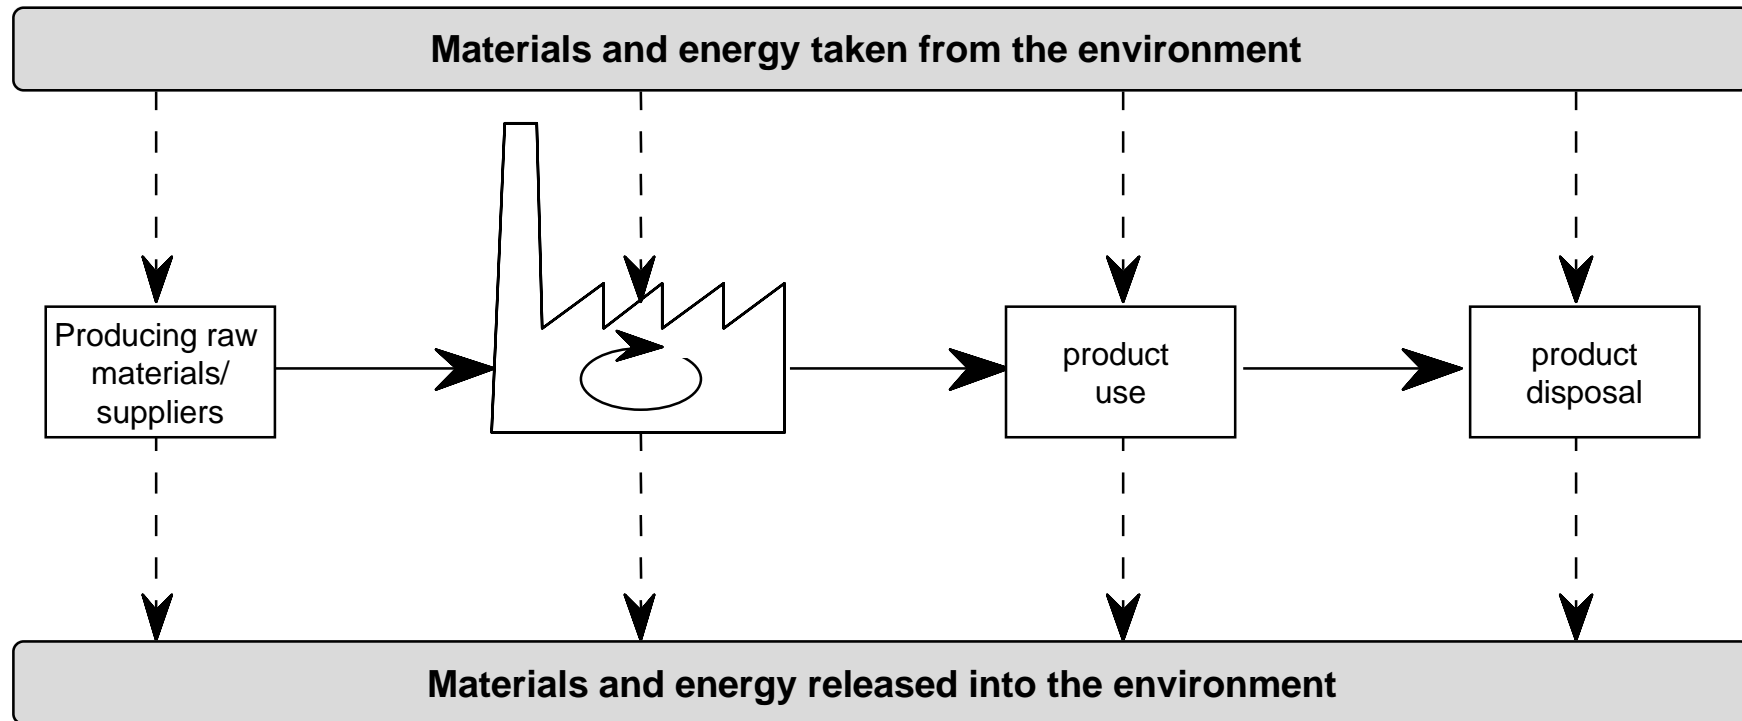 Materials and energy taken from the environment
Producing raw
materials/
suppliers
product
use
product
disposal
Materials and energy released into the environment